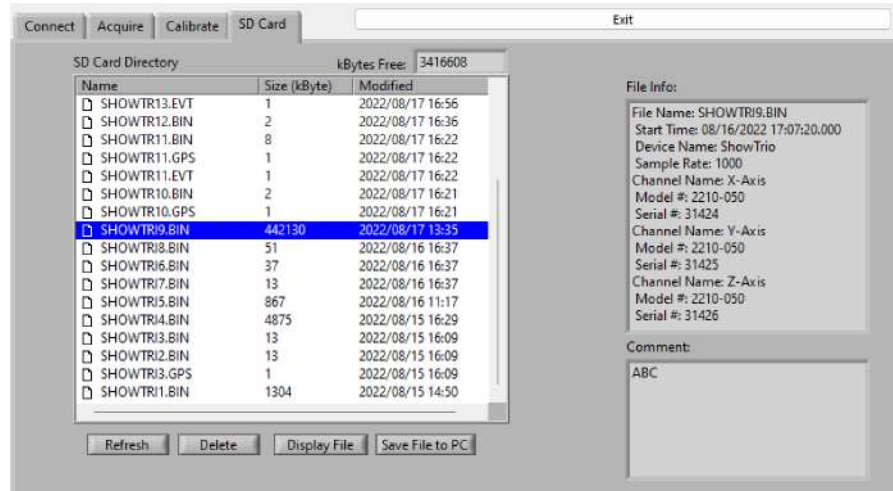 Connect Acquire Calibrate SD Card Exit
SD Card Directory kBytes Free: 3416608
Name Size (kByte) Modified
SHOWTR13.EVT 1 2022/08/17 16:56
SHOWTR12.BIN 2 2022/08/17 16:36
SHOWTR11.BIN 8 2022/08/17 16:22
SHOWTR11.GPS 1 2022/08/17 16:22
SHOWTR11.EVT 1 2022/08/17 16:22
SHOWTR10.BIN 2 2022/08/17 16:21
SHOWTR10.GPS 1 2022/08/17 16:21
SHOWTRI9.BIN 442130 2022/08/17 13:35
SHOWTRI8.BIN 51 2022/08/16 16:37
SHOWTRI6.BIN 37 2022/08/16 16:37
SHOWTRI7.BIN 13 2022/08/16 16:37
SHOWTRI5.BIN 867 2022/08/16 11:17
SHOWTRI4.BIN 4875 2022/08/15 16:29
SHOWTRI3.BIN 13 2022/08/15 16:09
SHOWTRI2.BIN 13 2022/08/15 16:09
SHOWTRI3.GPS 1 2022/08/15 16:09
SHOWTRI1.BIN 1304 2022/08/15 14:50
Refresh Delete Display File Save File to PC
File Info:
File Name: SHOWTRI9.BIN
Start Time: 08/16/2022 17:07:20.000
Device Name: ShowTrio
Sample Rate: 1000
Channel Name: X-Axis
Model #: 2210-050
Serial #: 31424
Channel Name: Y-Axis
Model #: 2210-050
Serial #: 31425
Channel Name: Z-Axis
Model #: 2210-050
Serial #: 31426
Comment:
ABC